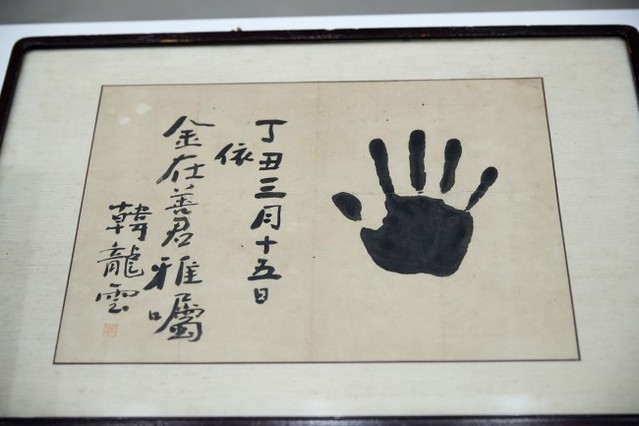 丁丑三月十五日
依
金在善君雅囑
韓龍雲